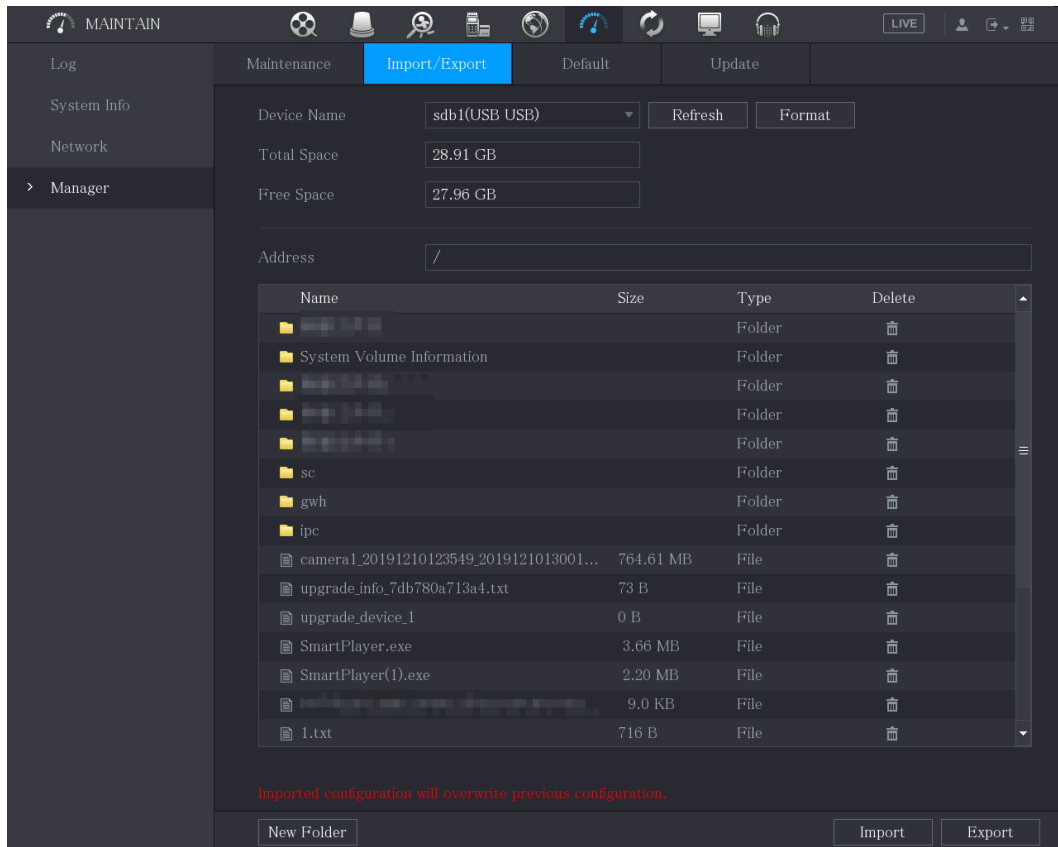 MAINTAIN LIVE
Log
System Info
Network
Manager
Maintenance Import/Export Default Update
Device Name sdb1(USB USB) Refresh Format
Total Space 28.91 GB
Free Space 27.96 GB
Address /
Name Size Type Delete
Folder
System Volume Information Folder
Folder
Folder
Folder
sc Folder
gwh Folder
ipc Folder
camera1_20191210123549_2019121013001... 764.61 MB File
upgrade_info_7db780a713a4.txt 73 B File
upgrade_device_1 0 B File
SmartPlayer.exe 3.66 MB File
SmartPlayer(1).exe 2.20 MB File
9.0 KB File
1.txt 716 B File
Imported configuration will overwrite previous configuration.
New Folder Import Export